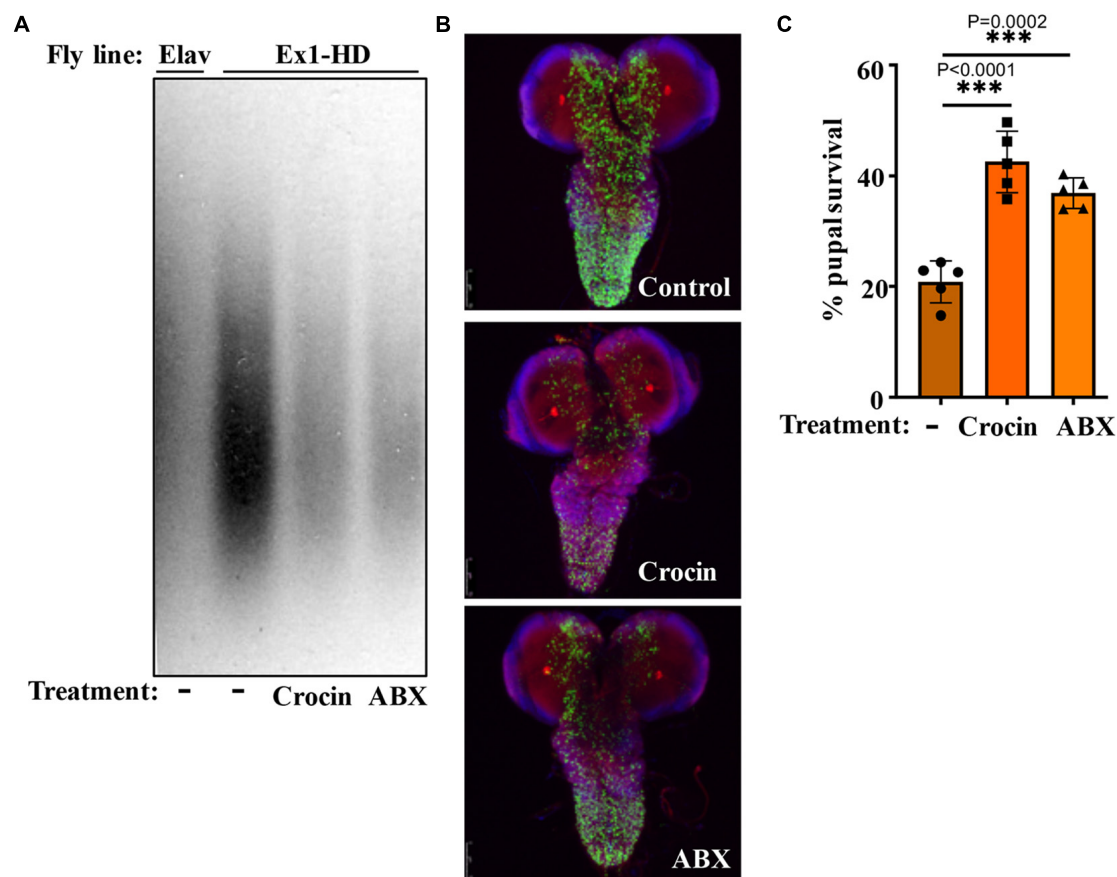 A
Fly line: Elav Ex1-HD
Treatment: - - Crocin ABX
B
Control
Crocin
ABX
C
P=0.0002
***
P<0.0001
***
% pupal survival
60
40
20
0
Treatment: - Crocin ABX